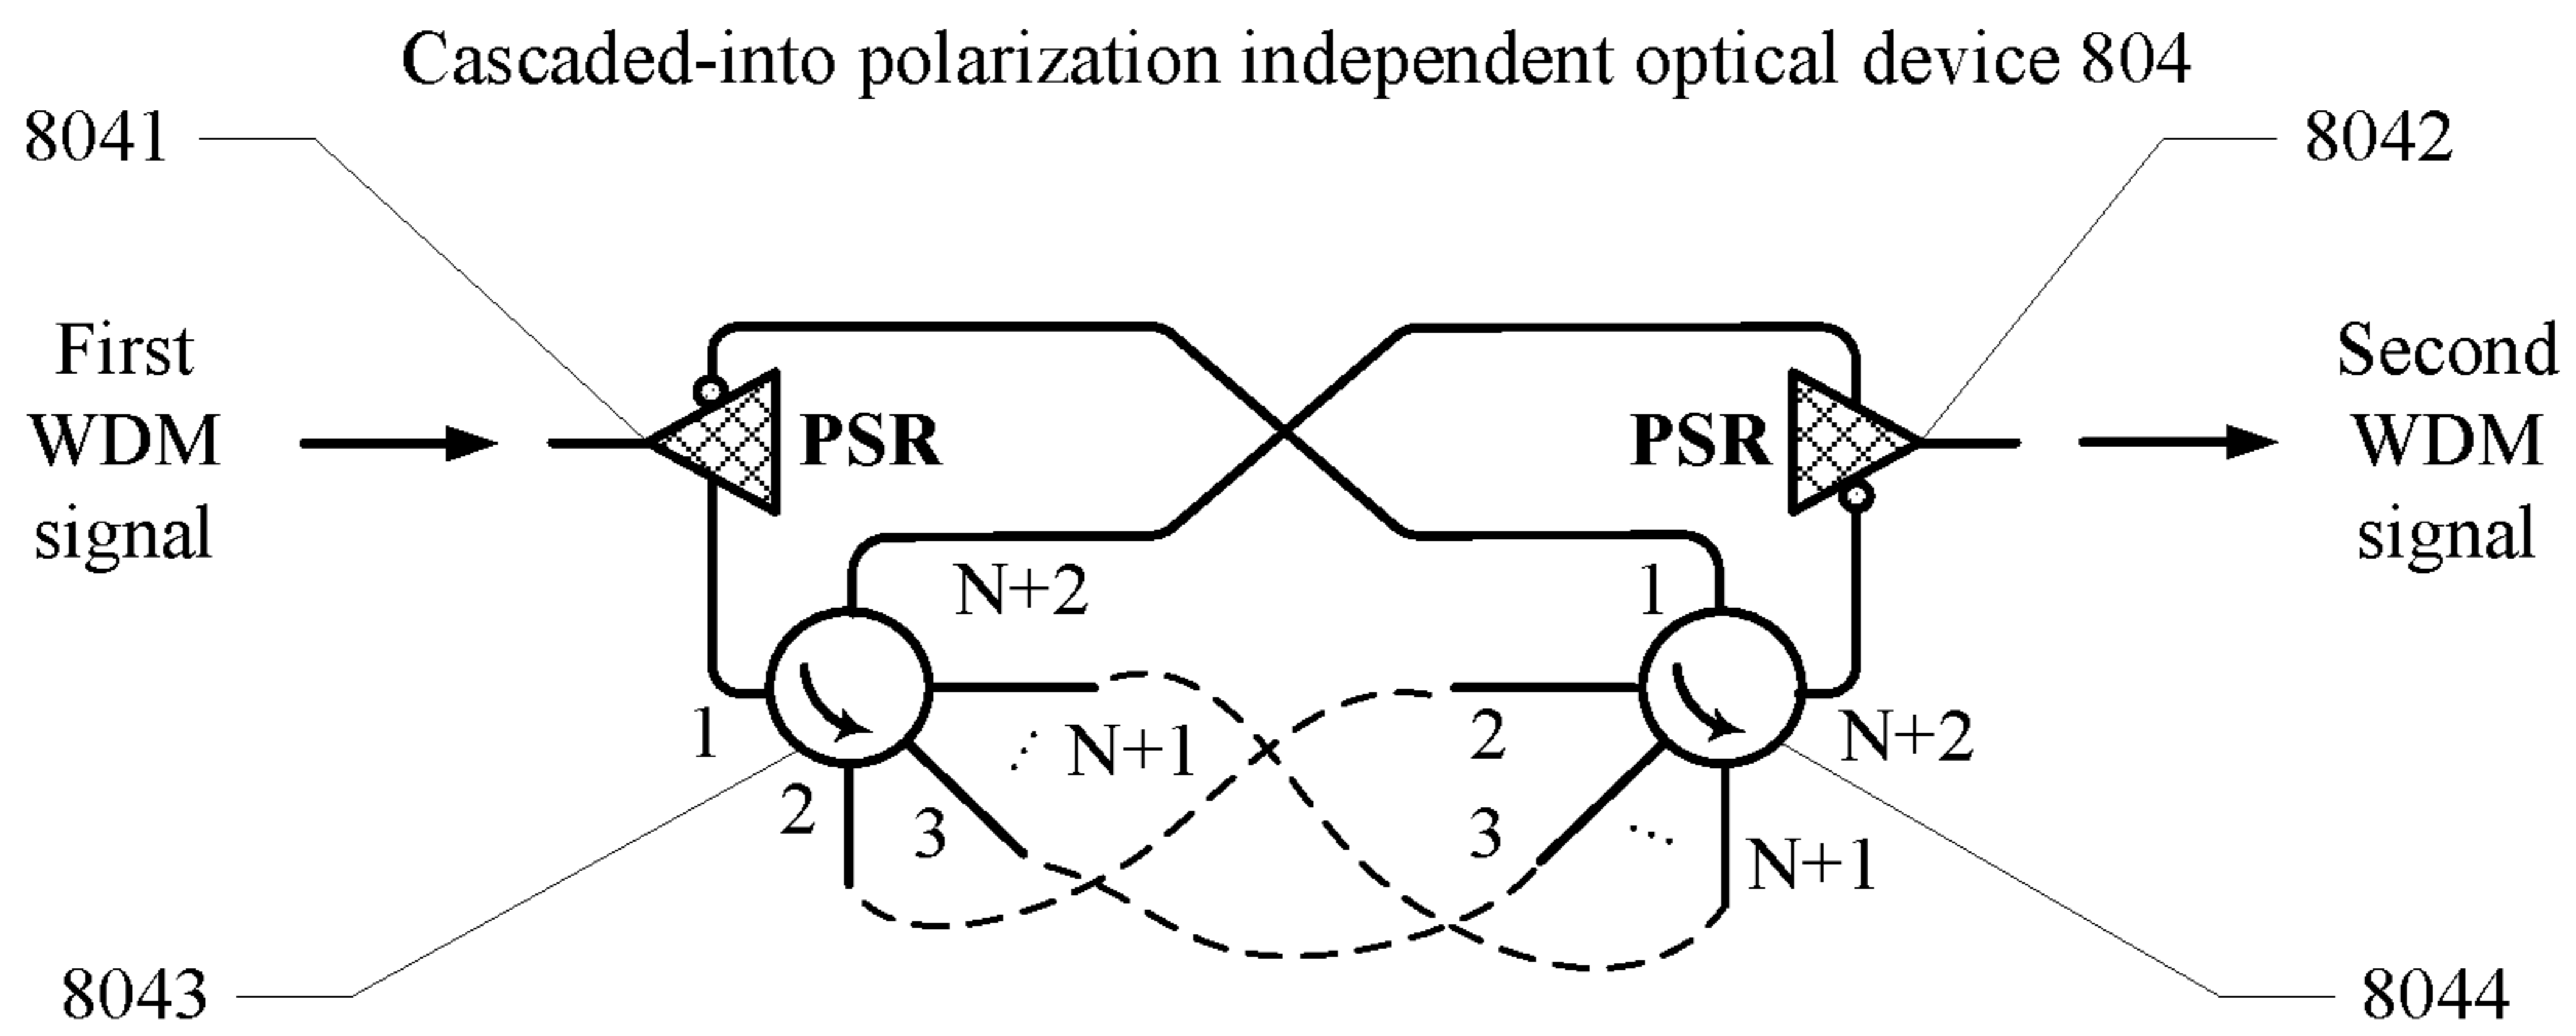 Cascaded-into polarization independent optical device 804
8041
8042
First
WDM
signal
PSR
PSR
Second
WDM
signal
N+2
1
1
N+1
2
N+2
2
3
3
N+1
8043
8044